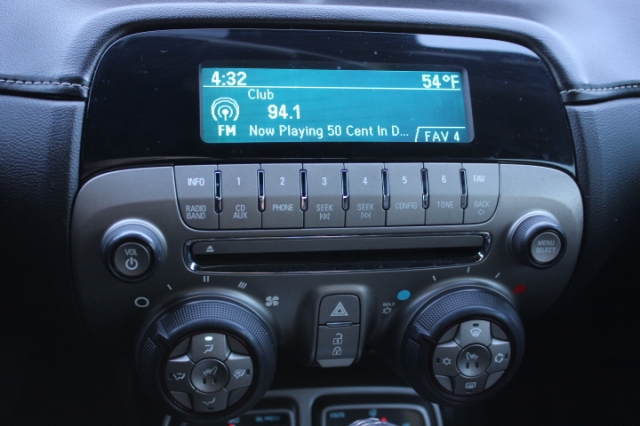 4:32 54°F
Club
94.1
FM Now Playing 50 Cent In D... FAV 4
INFO 1 2 3 4 5 6 FAV
RADIO BAND CD AUX PHONE SEEK SEEK CONFIG TONE BACK
VOL
MENU SELECT